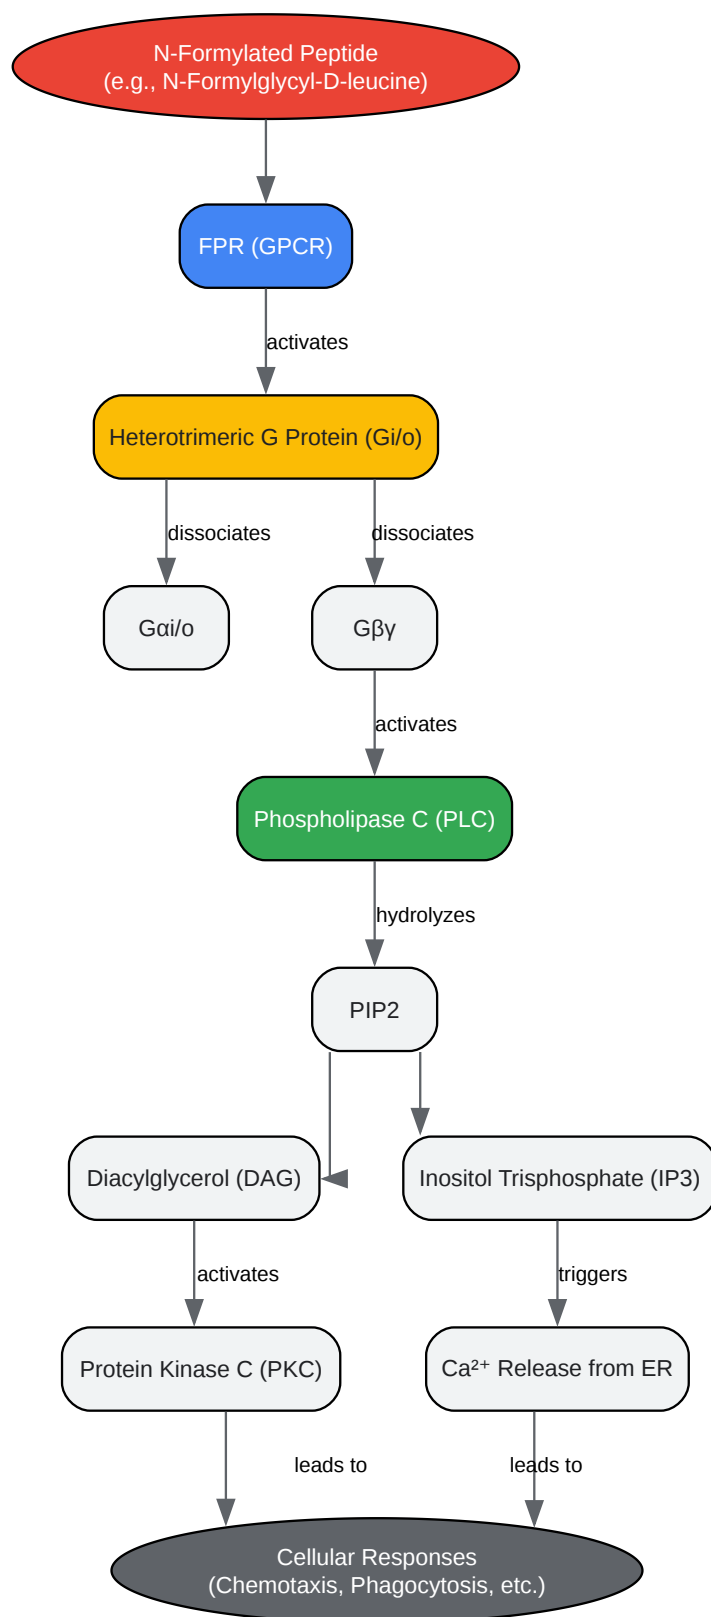 N-Formylated Peptide
(e.g., N-Formylglycyl-D-leucine)
FPR (GPCR)
activates
Heterotrimeric G Protein (Gi/o)
dissociates
dissociates
Gαi/o
Gβγ
activates
Phospholipase C (PLC)
hydrolyzes
PIP2
Diacylglycerol (DAG)
Inositol Trisphosphate (IP3)
activates
triggers
Protein Kinase C (PKC)
Ca²⁺ Release from ER
leads to
leads to
Cellular Responses
(Chemotaxis, Phagocytosis, etc.)